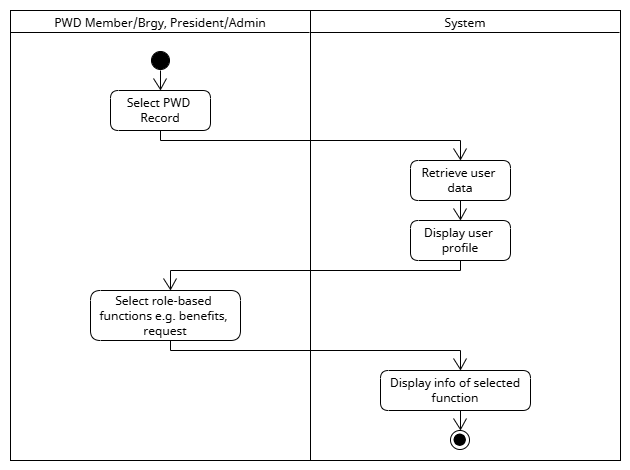 PWD Member/Brgy, President/Admin
System
Select PWD
Record
Retrieve user
data
Display user
profile
Select role-based
functions e.g. benefits,
request
Display info of selected
function